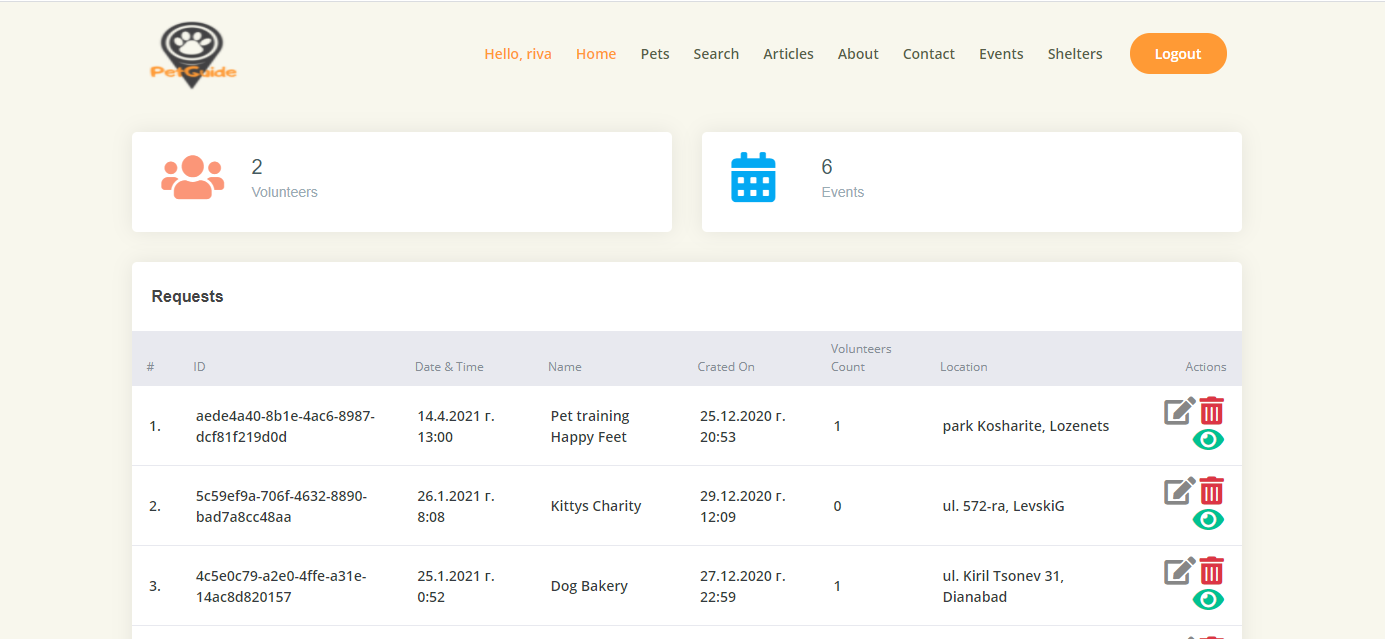 PetGuide
Hello, riva Home Pets Search Articles About Contact Events Shelters Logout
2
Volunteers
6
Events
Requests
# ID Date & Time Name Crated On Volunteers Count Location Actions
1. aede4a40-8b1e-4ac6-8987- 14.4.2021 г. Pet training 25.12.2020 г. 1 park Kosharite, Lozenets
dcf81f219d0d 13:00 Happy Feet 20:53
2. 5c59ef9a-706f-4632-8890- 26.1.2021 г. Kittys Charity 29.12.2020 г. 0 ul. 572-ra, LevskiG
bad7a8cc48aa 8:08 12:09
3. 4c5e0c79-a2e0-4ffe-a31e- 25.1.2021 г. Dog Bakery 27.12.2020 г. 1 ul. Kiril Tsonev 31,
14ac8d820157 0:52 22:59 Dianabad